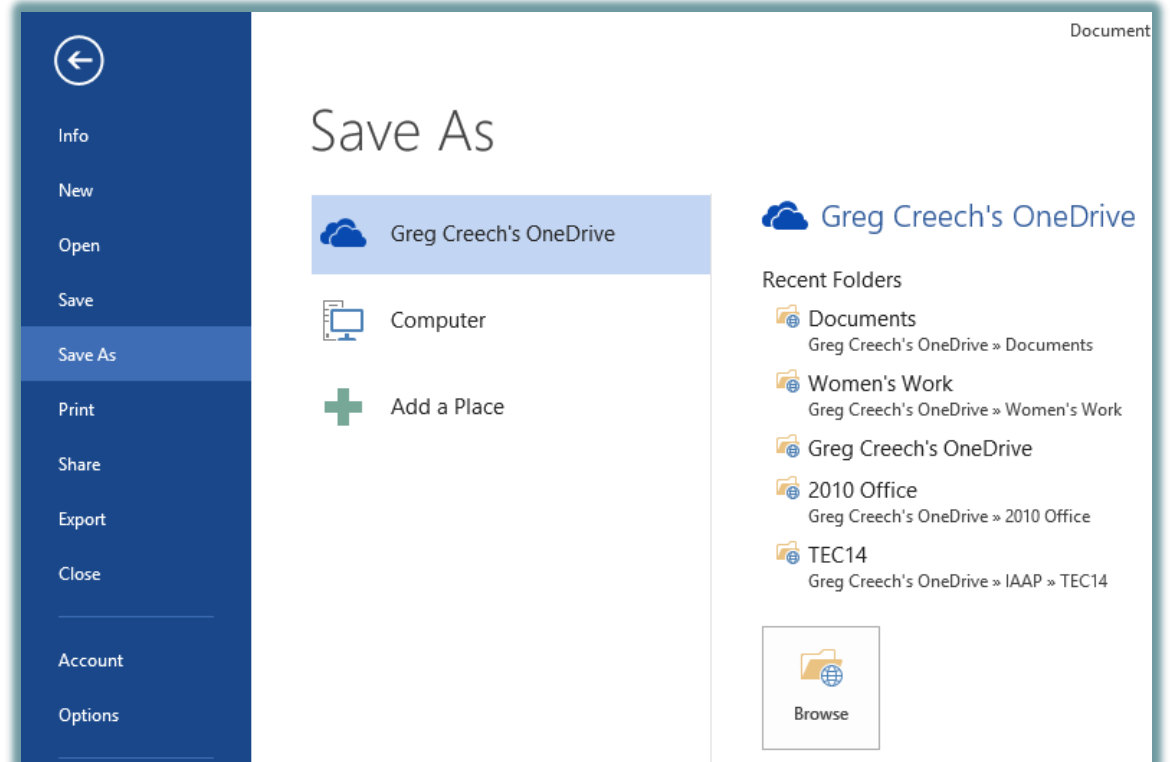 Document
Info
New
Open
Save
Save As
Print
Share
Export
Close
Account
Options
Save As
Greg Creech's OneDrive
Computer
Add a Place
Greg Creech's OneDrive
Recent Folders
Documents
Greg Creech's OneDrive » Documents
Women's Work
Greg Creech's OneDrive » Women's Work
Greg Creech's OneDrive
2010 Office
Greg Creech's OneDrive » 2010 Office
TEC14
Greg Creech's OneDrive » IAAP » TEC14
Browse